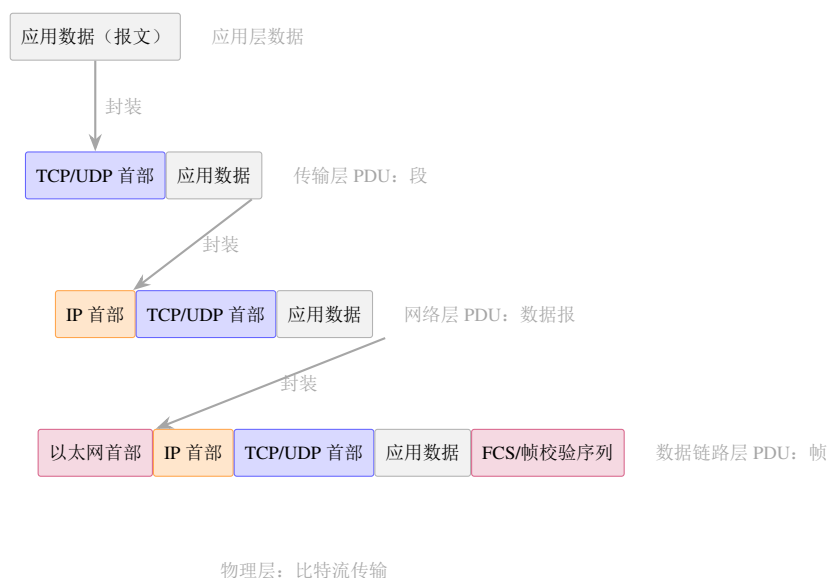 应用数据（报文） 应用层数据
封装
TCP/UDP 首部 应用数据 传输层 PDU：段
封装
IP 首部 TCP/UDP 首部 应用数据 网络层 PDU：数据报
封装
以太网首部 IP 首部 TCP/UDP 首部 应用数据 FCS/帧校验序列 数据链路层 PDU：帧
物理层：比特流传输